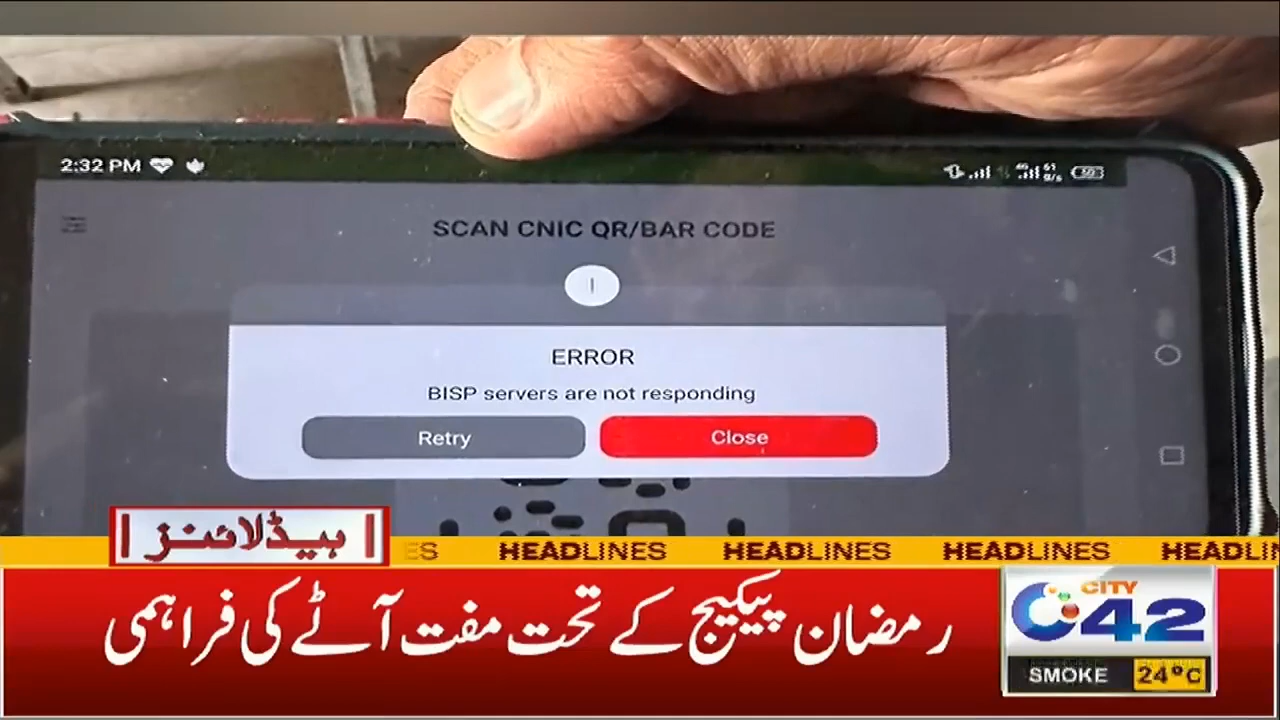 2:32 PM
SCAN CNIC QR/BAR CODE
ERROR
BISP servers are not responding
Retry
Close
ہیڈلائنز
ES HEADLINES HEADLINES HEADLINES HEADLIN
رمضان پیکیج کے تحت مفت آٹے کی فراہمی
CITY
42
SMOKE 24°C